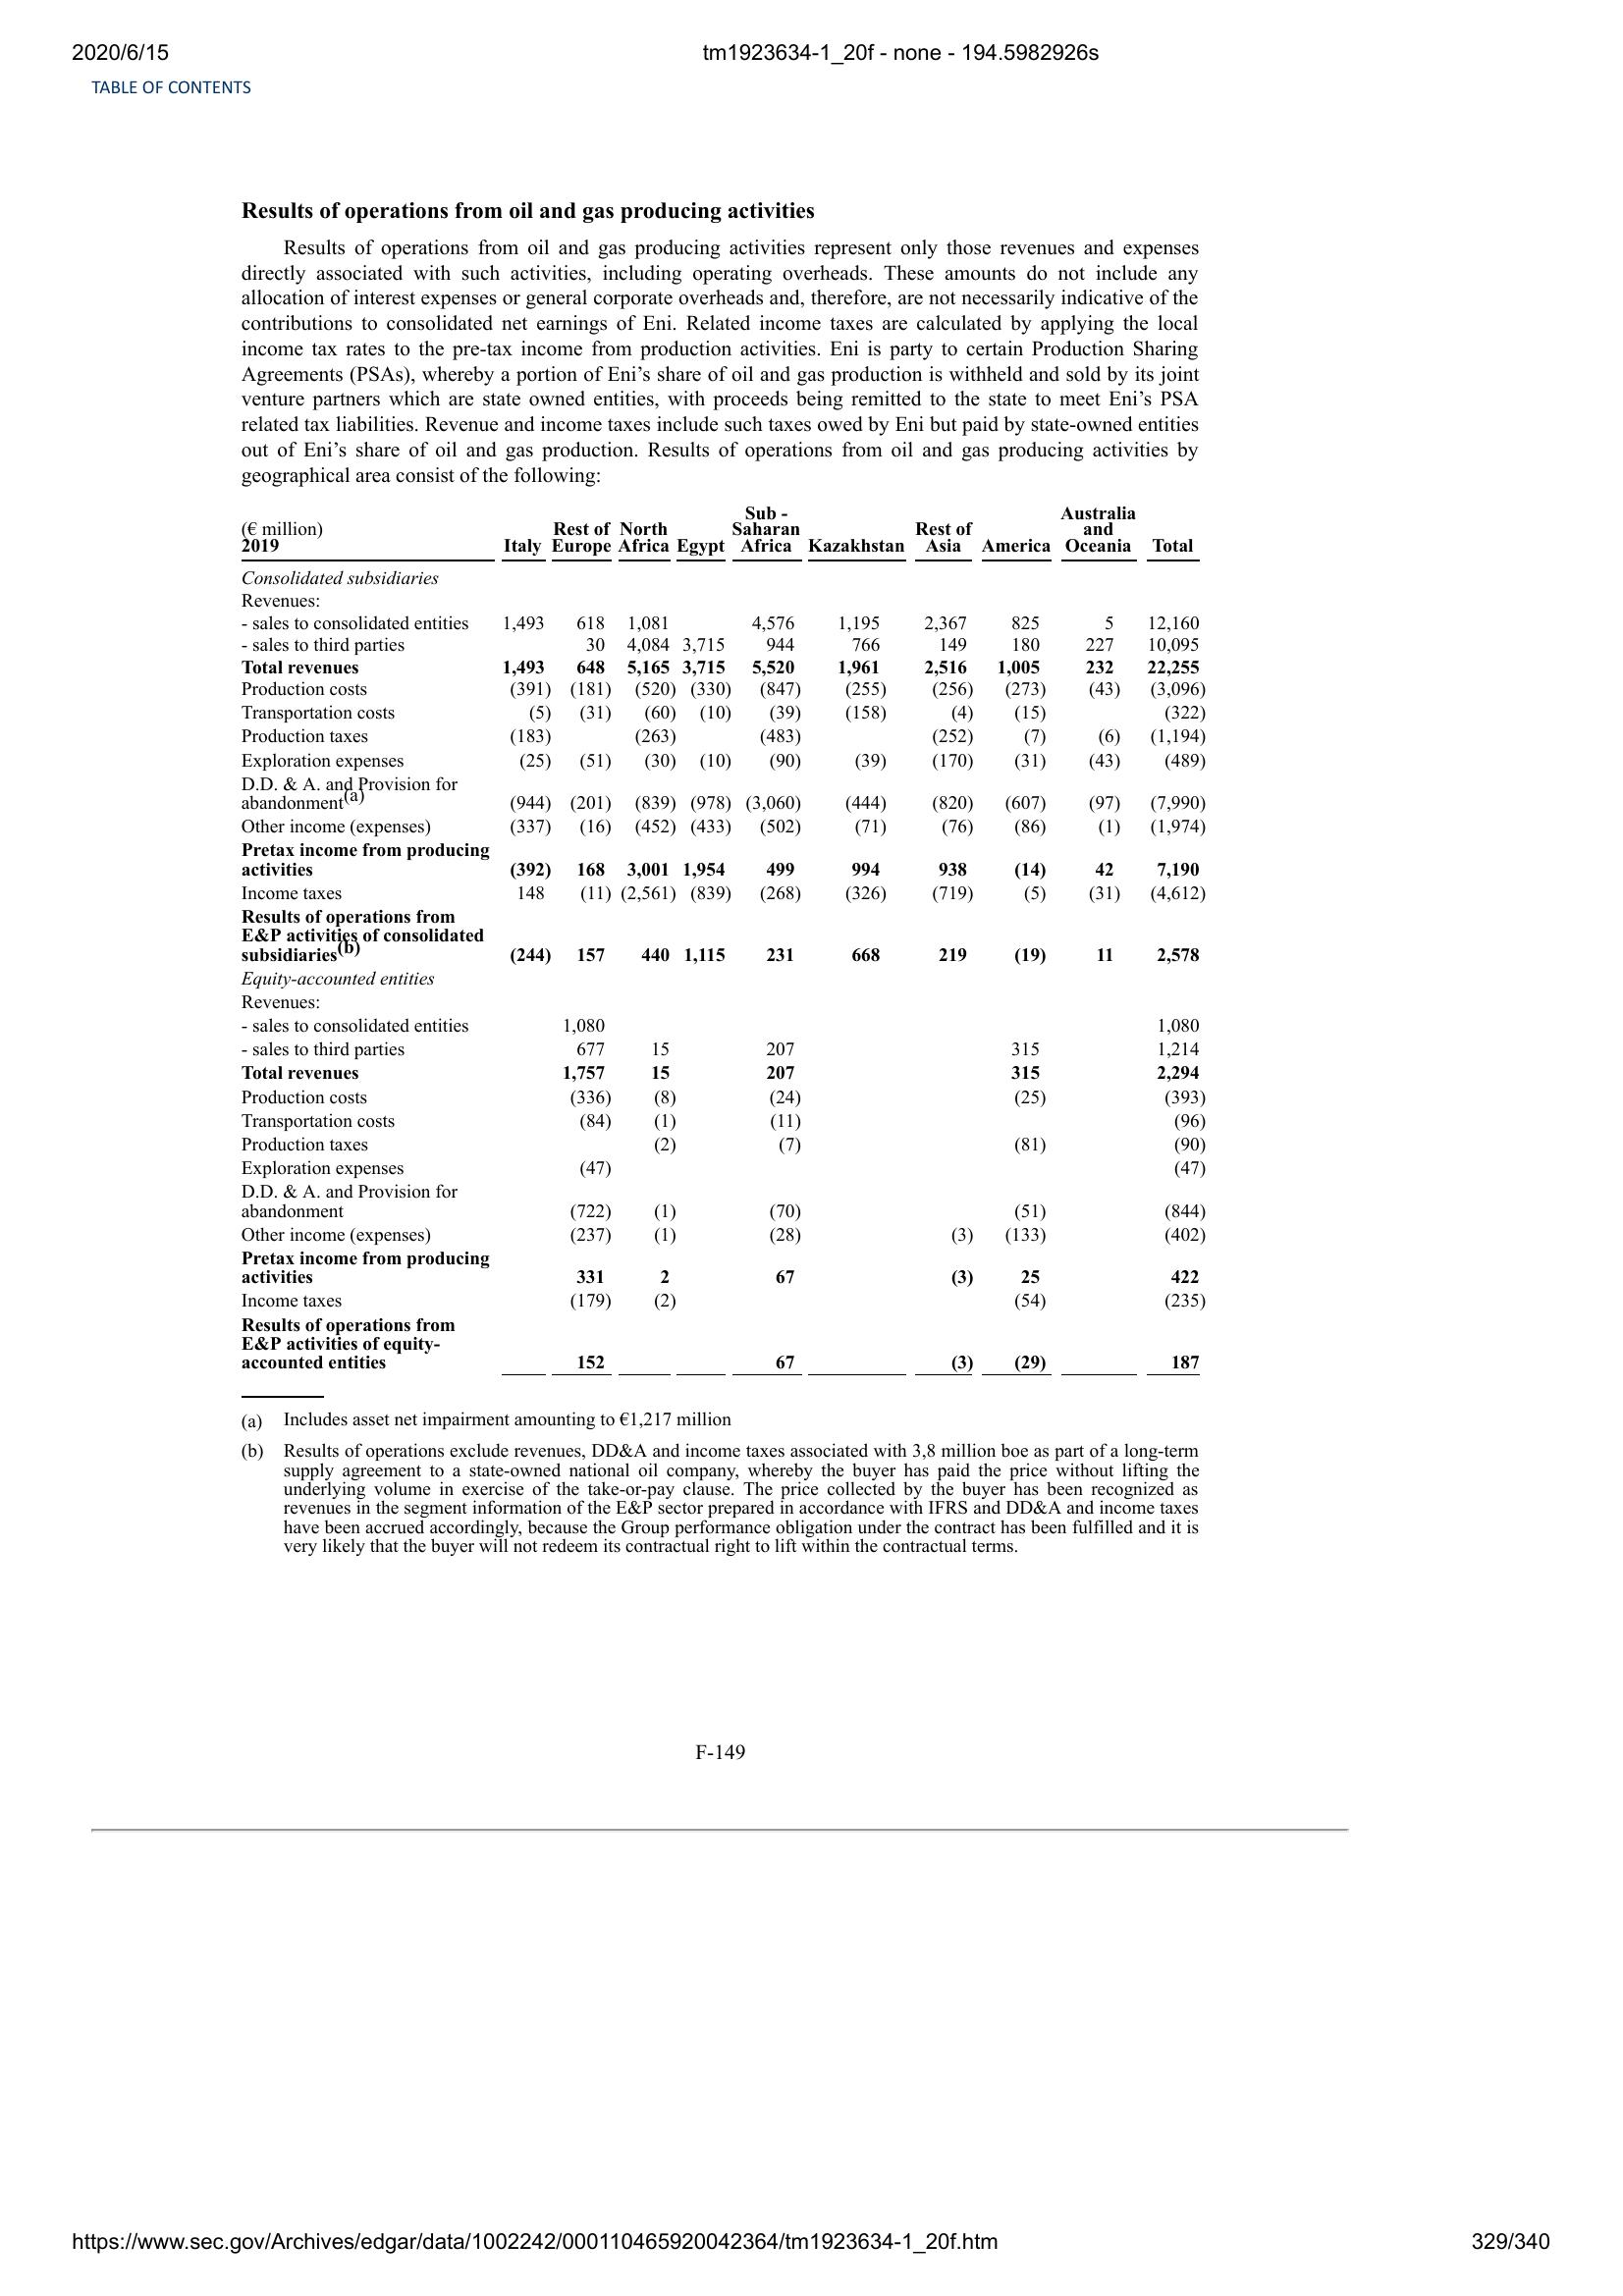 2020/6/15 tm1923634-1_20f - none - 194.5982926s
TABLE OF CONTENTS
Results of operations from oil and gas producing activities
Results of operations from oil and gas producing activities represent only those revenues and expenses
directly associated with such activities, including operating overheads. These amounts do not include any
allocation of interest expenses or general corporate overheads and, therefore, are not necessarily indicative of the
contributions to consolidated net earnings of Eni. Related income taxes are calculated by applying the local
income tax rates to the pre-tax income from production activities. Eni is party to certain Production Sharing
Agreements (PSAs), whereby a portion of Eni’s share of oil and gas production is withheld and sold by its joint
venture partners which are state owned entities, with proceeds being remitted to the state to meet Eni’s PSA
related tax liabilities. Revenue and income taxes include such taxes owed by Eni but paid by state-owned entities
out of Eni’s share of oil and gas production. Results of operations from oil and gas producing activities by
geographical area consist of the following:
(€ million)
2019 Italy Rest of Europe North Africa Egypt Sub - Saharan Africa Kazakhstan Rest of Asia America Australia and Oceania Total
Consolidated subsidiaries
Revenues:
- sales to consolidated entities 1,493 618 1,081 4,576 1,195 2,367 825 5 12,160
- sales to third parties 30 4,084 3,715 944 766 149 180 227 10,095
Total revenues 1,493 648 5,165 3,715 5,520 1,961 2,516 1,005 232 22,255
Production costs (391) (181) (520) (330) (847) (255) (256) (273) (43) (3,096)
Transportation costs (5) (31) (60) (10) (39) (158) (4) (15) (322)
Production taxes (183) (263) (483) (252) (7) (6) (1,194)
Exploration expenses (25) (51) (30) (10) (90) (39) (170) (31) (43) (489)
D.D. & A. and Provision for
abandonment(a) (944) (201) (839) (978) (3,060) (444) (820) (607) (97) (7,990)
Other income (expenses) (337) (16) (452) (433) (502) (71) (76) (86) (1) (1,974)
Pretax income from producing
activities (392) 168 3,001 1,954 499 994 938 (14) 42 7,190
Income taxes 148 (11) (2,561) (839) (268) (326) (719) (5) (31) (4,612)
Results of operations from
E&P activities of consolidated
subsidiaries(b) (244) 157 440 1,115 231 668 219 (19) 11 2,578
Equity-accounted entities
Revenues:
- sales to consolidated entities 1,080 1,080
- sales to third parties 677 15 207 315 1,214
Total revenues 1,757 15 207 315 2,294
Production costs (336) (8) (24) (25) (393)
Transportation costs (84) (1) (11) (96)
Production taxes (2) (7) (81) (90)
Exploration expenses (47) (47)
D.D. & A. and Provision for
abandonment (722) (1) (70) (51) (844)
Other income (expenses) (237) (1) (28) (3) (133) (402)
Pretax income from producing
activities 331 2 67 (3) 25 422
Income taxes (179) (2) (54) (235)
Results of operations from
E&P activities of equity-
accounted entities 152 67 (3) (29) 187
(a) Includes asset net impairment amounting to €1,217 million
(b) Results of operations exclude revenues, DD&A and income taxes associated with 3,8 million boe as part of a long-term
supply agreement to a state-owned national oil company, whereby the buyer has paid the price without lifting the
underlying volume in exercise of the take-or-pay clause. The price collected by the buyer has been recognized as
revenues in the segment information of the E&P sector prepared in accordance with IFRS and DD&A and income taxes
have been accrued accordingly, because the Group performance obligation under the contract has been fulfilled and it is
very likely that the buyer will not redeem its contractual right to lift within the contractual terms.
F-149
https://www.sec.gov/Archives/edgar/data/1002242/000110465920042364/tm1923634-1_20f.htm 329/340